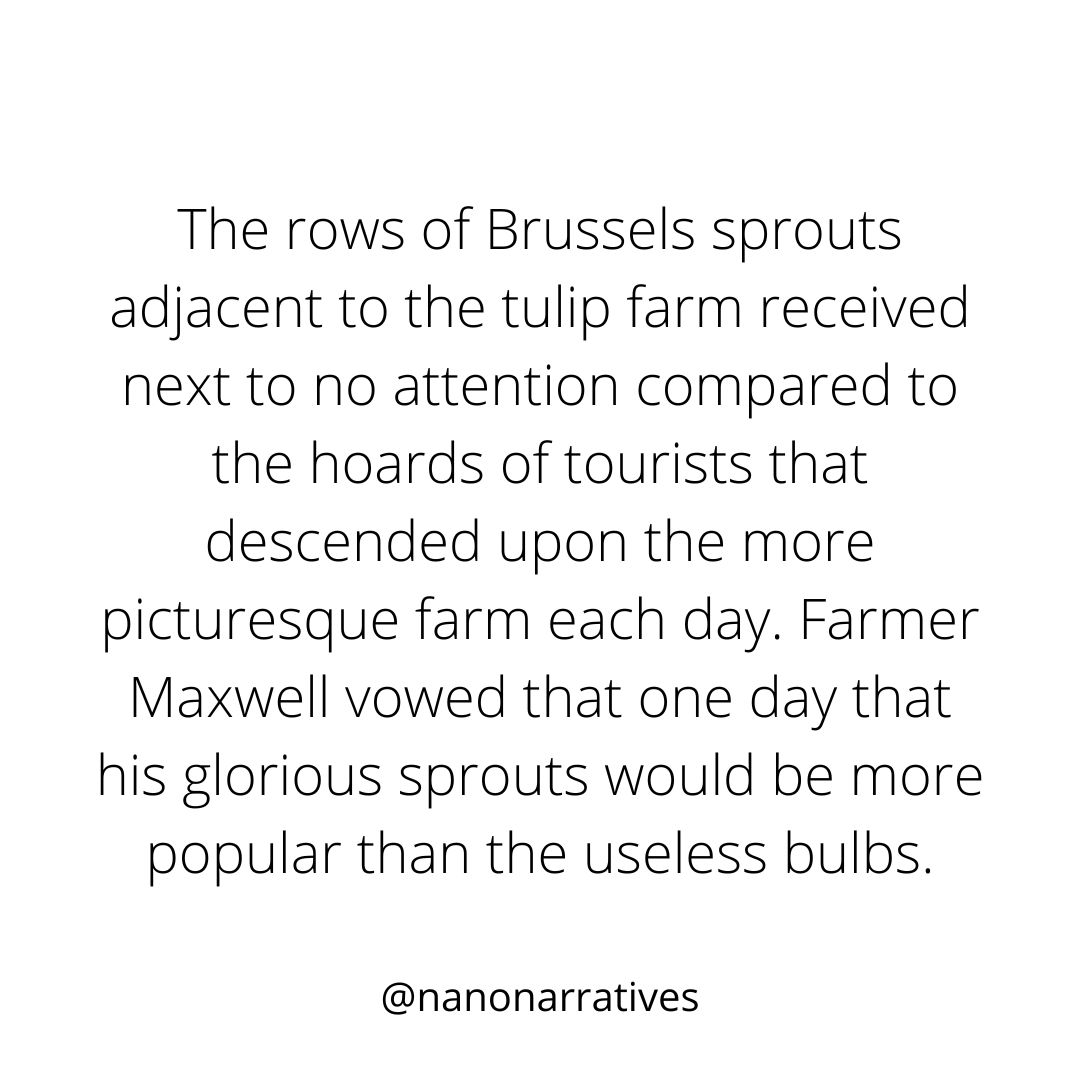 The rows of Brussels sprouts
adjacent to the tulip farm received
next to no attention compared to
the hoards of tourists that
descended upon the more
picturesque farm each day. Farmer
Maxwell vowed that one day that
his glorious sprouts would be more
popular than the useless bulbs.
@nanonarratives